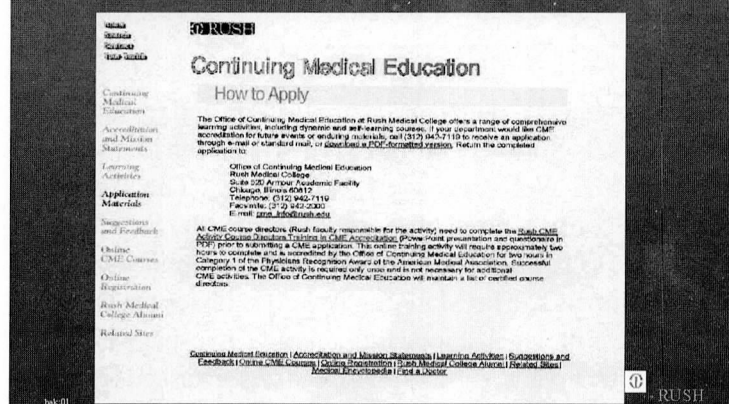 Home
Search
Contact
RUSH
Continuing Medical Education
How to Apply
Continuing
Medical
Education
Accreditation
and Mission
Statements
Learning
Activities
Application
Materials
Suggestions
and Feedback
Online
CME Courses
Online
Registration
Rush Medical
College Alumni
Related Sites
The Office of Continuing Medical Education at Rush Medical College offers a range of comprehensive
learning activities, including dynamic and self-learning courses. If your department would like CME
accreditation for future events or enduring materials, call (312) 942-7119 to receive an application
through e-mail or standard mail, or download a PDF-formatted version. Return the completed
application to:
Office of Continuing Medical Education
Rush Medical College
Suite 520 Armour Academic Facility
Chicago, Illinois 60612
Telephone: (312) 942-7119
Facsimile: (312) 942-2000
E-mail: cme_info@rush.edu
All CME course directors (Rush faculty responsible for the activity) need to complete the Rush CME
Activity Course Directors Training in CME Accreditation (PowerPoint presentation and questionnaire in
PDF) prior to submitting a CME application. This online training activity will require approximately two
hours to complete and is accredited by the Office of Continuing Medical Education for two hours in
Category 1 of the Physicians Recognition Award of the American Medical Association. Successful
completion of the CME activity is required only once and is not necessary for additional
CME activities. The Office of Continuing Medical Education will maintain a list of certified course
directors.
Continuing Medical Education | Accreditation and Mission Statements | Learning Activities | Suggestions and
Feedback | Online CME Courses | Online Registration | Rush Medical College Alumni | Related Sites |
Medical Encyclopedia | Find a Doctor
RUSH